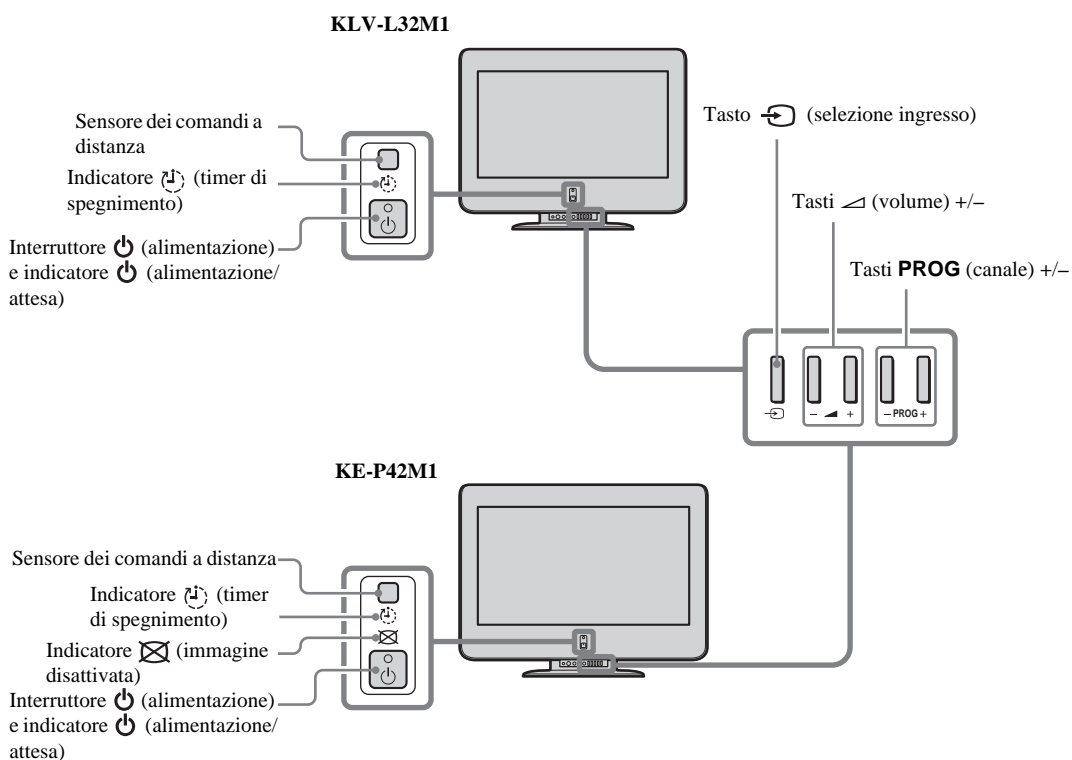 KLV-L32M1
Sensore dei comandi a
distanza
Indicatore (timer di
spegnimento)
Interruttore (alimentazione)
e indicatore (alimentazione/
attesa)
Tasto (selezione ingresso)
Tasti (volume) +/–
Tasti PROG (canale) +/–
– +
– PROG +
KE-P42M1
Sensore dei comandi a distanza
Indicatore (timer
di spegnimento)
Indicatore (immagine
disattivata)
Interruttore (alimentazione)
e indicatore (alimentazione/
attesa)